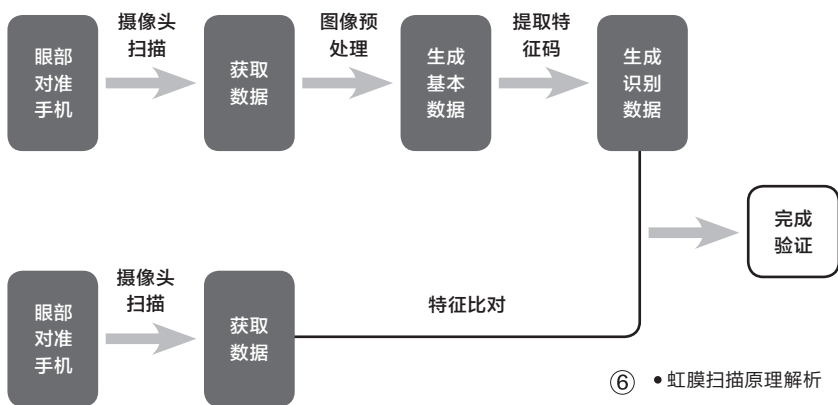 摄像头
扫描
图像预
处理
提取特
征码
眼部
对准
手机
获取
数据
生成
基本
数据
生成
识别
数据
完成
验证
摄像头
扫描
特征比对
眼部
对准
手机
获取
数据
⑥ • 虹膜扫描原理解析